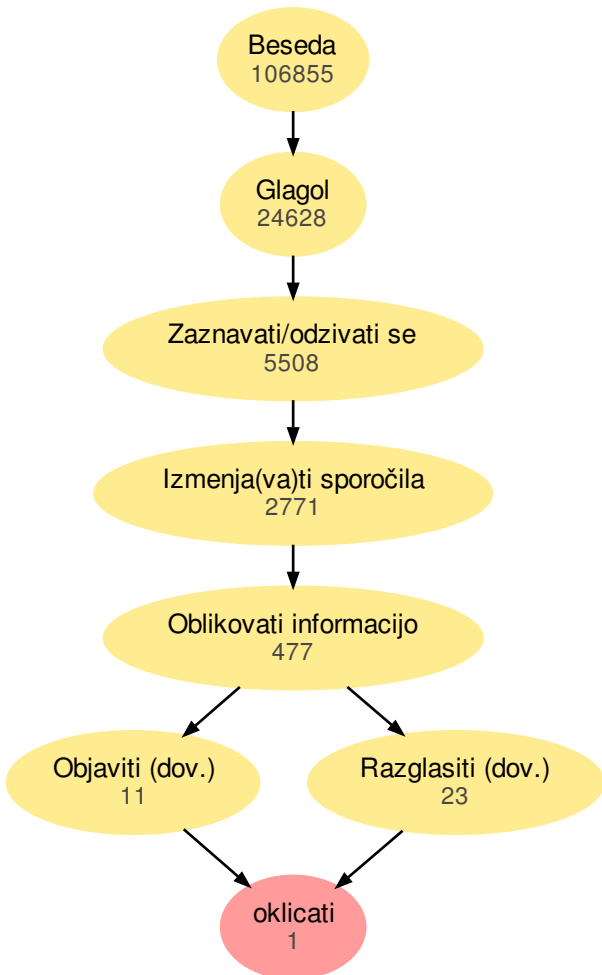 Beseda
106855
Glagol
24628
Zaznavati/odzivati se
5508
Izmenja(va)ti sporočila
2771
Oblikovati informacijo
477
Objaviti (dov.)
11
Razglasiti (dov.)
23
oklicati
1